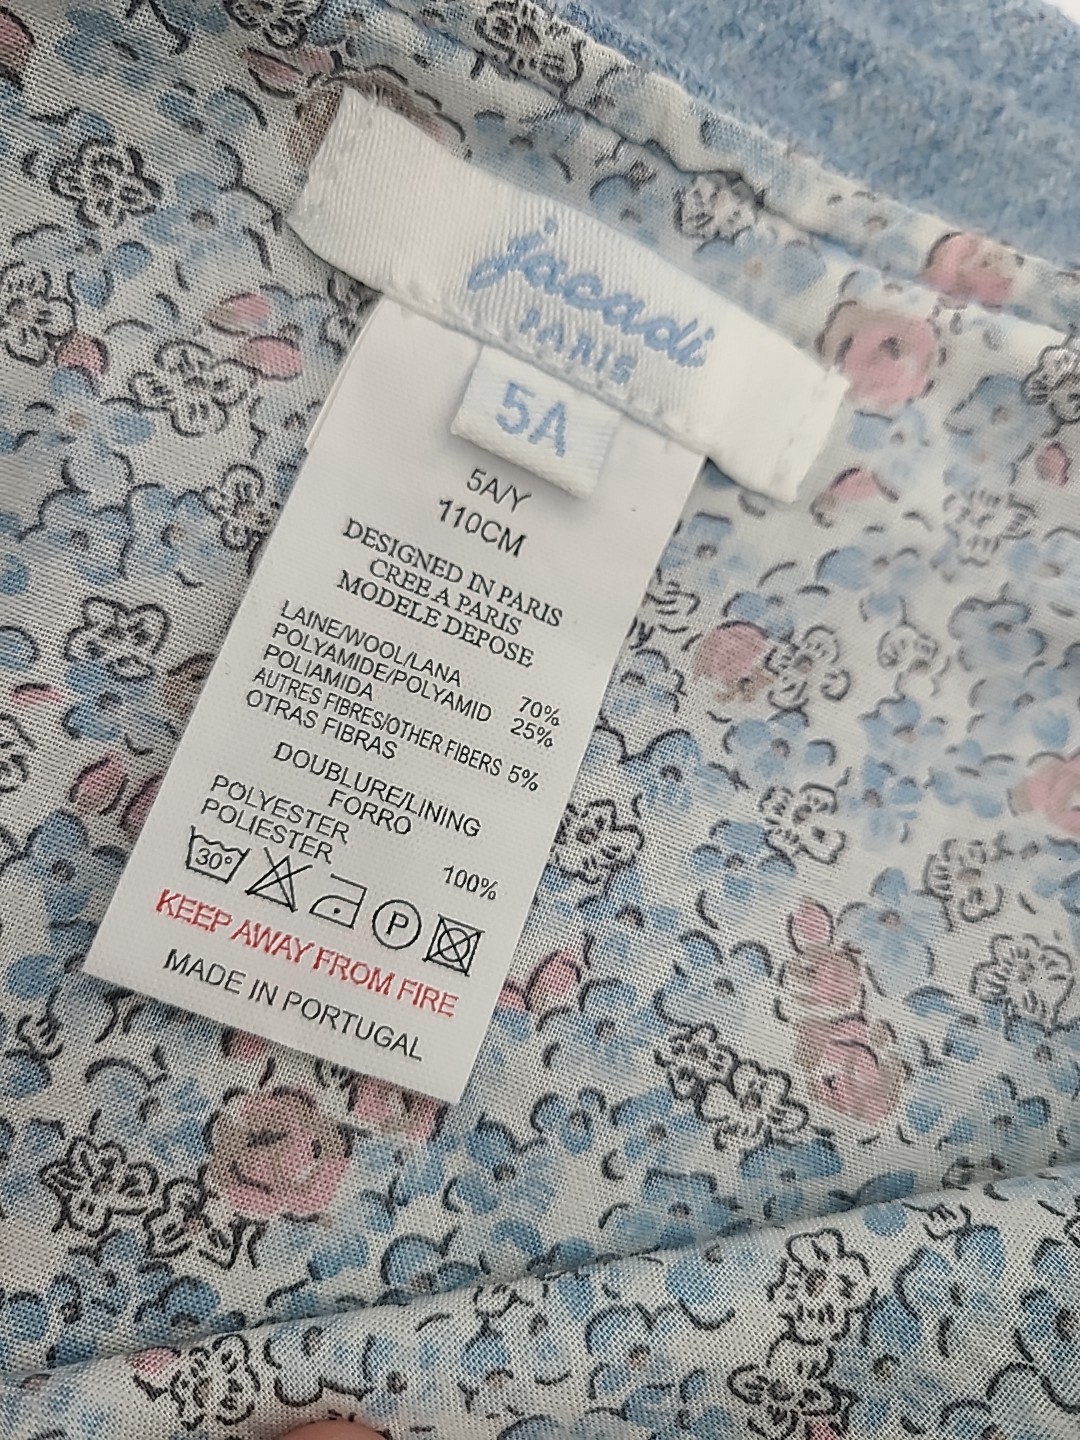 jacadi
PARIS
5A
5A/Y
110CM
DESIGNED IN PARIS
CREE A PARIS
MODELE DEPOSE
LAINE/WOOL/LANA 70%
POLYAMIDE/POLYAMID 25%
POLIAMIDA
AUTRES FIBRES/OTHER FIBERS 5%
OTRAS FIBRAS
DOUBLURE/LINING
FORRO
POLYESTER 100%
POLIESTER
30° P
KEEP AWAY FROM FIRE
MADE IN PORTUGAL